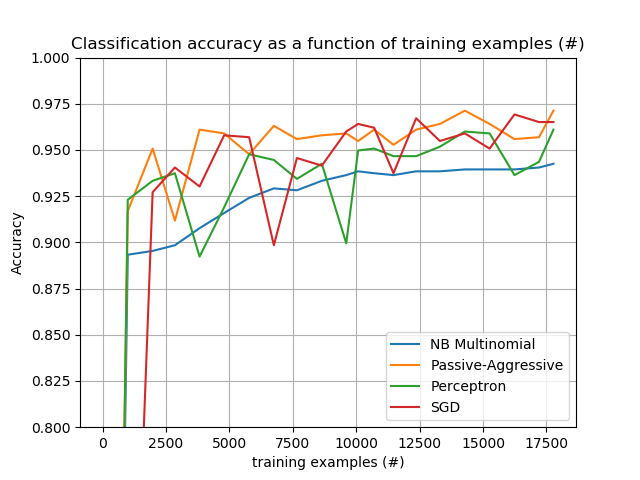 Classification accuracy as a function of training examples (#)
1.000
0.975
0.950
0.925
0.900
0.875
0.850
0.825
0.800
Accuracy
NB Multinomial
Passive-Aggressive
Perceptron
SGD
0 2500 5000 7500 10000 12500 15000 17500
training examples (#)